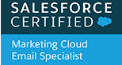 SALESFORCE
CERTIFIED
Marketing Cloud
Email Specialist